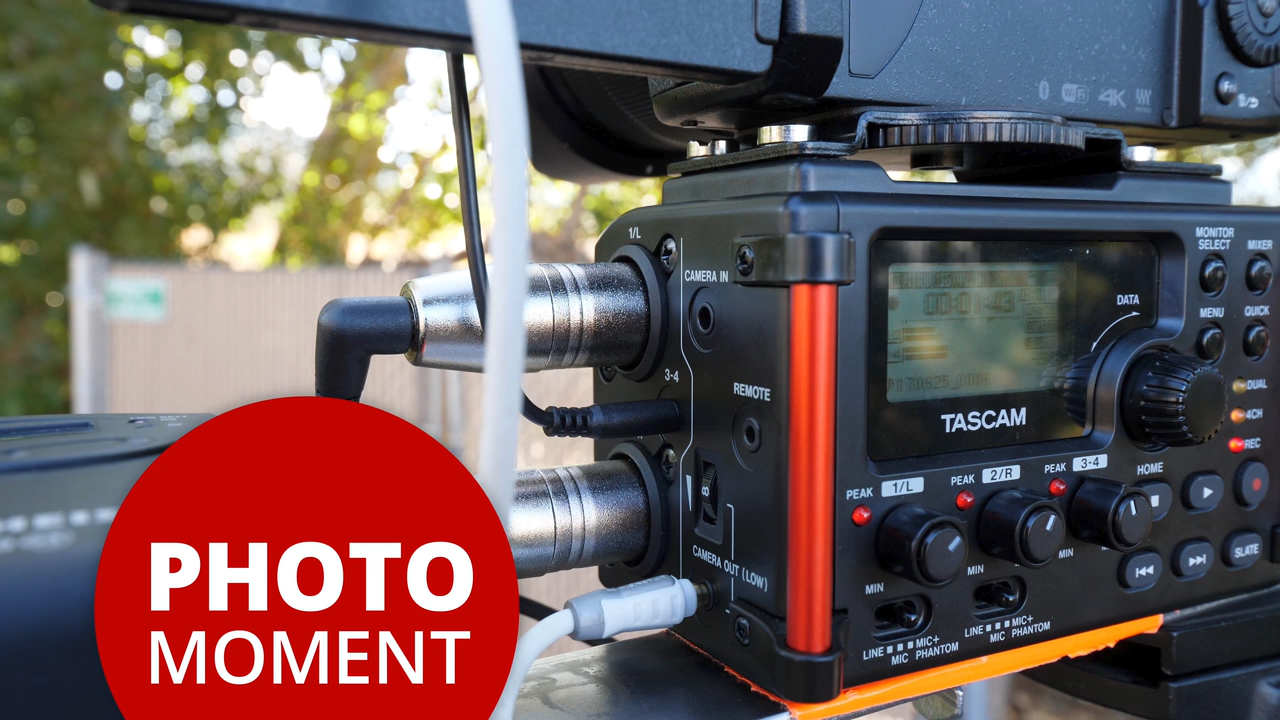 WiFi
4K
Fn
1/L
CAMERA IN
3-4
REMOTE
CAMERA OUT (LOW)
00:01:43
TASCAM
DATA
MONITOR
SELECT
MIXER
MENU
QUICK
DUAL
4CH
REC
PEAK 1/L
PEAK 2/R
PEAK 3-4
HOME
MIN
MIN
MIN
SLATE
LINE MIC MIC+ PHANTOM
LINE MIC MIC+ PHANTOM
PHOTO
MOMENT